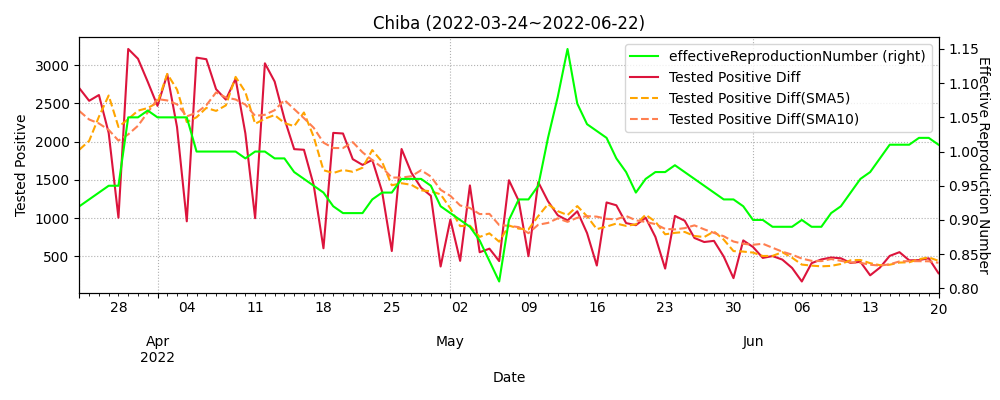 Chiba (2022-03-24~2022-06-22)
effectiveReproductionNumber (right)
Tested Positive Diff
Tested Positive Diff(SMA5)
Tested Positive Diff(SMA10)
Tested Positive
3000
2500
2000
1500
1000
500
1.15
1.10
1.05
1.00
0.95
0.90
0.85
0.80
Effective Reproduction Number
28 04 11 18 25 02 09 16 23 30 06 13 20
Apr May Jun
2022
Date